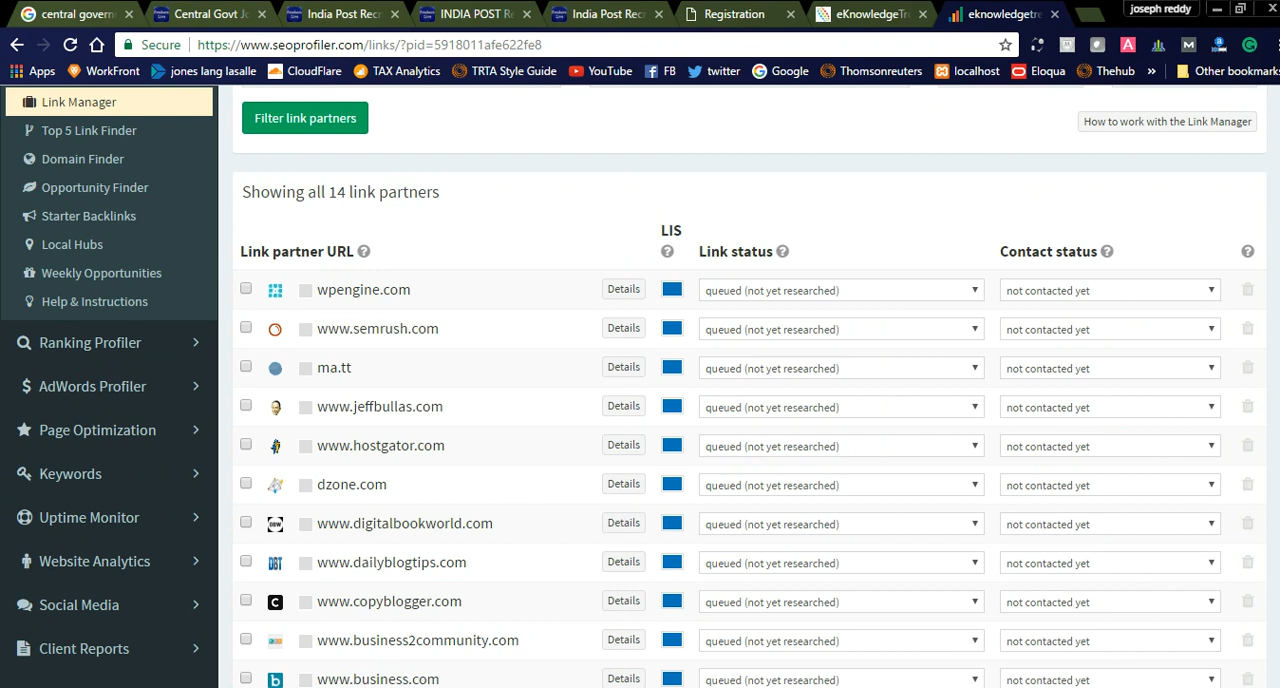 central govern
Central Govt J
India Post Recr
INDIA POST R
India Post Recr
Registration
eKnowledgeTr
eknowledgetre
joseph reddy
Secure
https://www.seoprofiler.com/links/?pid=5918011afe622fe8
Apps
WorkFront
jones lang lasalle
CloudFlare
TAX Analytics
TRTA Style Guide
YouTube
FB
twitter
Google
Thomsonreuters
localhost
Eloqua
Thehub
»
Other bookmarks
Link Manager
Top 5 Link Finder
Domain Finder
Opportunity Finder
Starter Backlinks
Local Hubs
Weekly Opportunities
Help & Instructions
Ranking Profiler
AdWords Profiler
Page Optimization
Keywords
Uptime Monitor
Website Analytics
Social Media
Client Reports
Filter link partners
How to work with the Link Manager
Showing all 14 link partners
Link partner URL ? LIS ? Link status ? Contact status ? ?
wpengine.com Details queued (not yet researched) not contacted yet
www.semrush.com Details queued (not yet researched) not contacted yet
ma.tt Details queued (not yet researched) not contacted yet
www.jeffbullas.com Details queued (not yet researched) not contacted yet
www.hostgator.com Details queued (not yet researched) not contacted yet
dzone.com Details queued (not yet researched) not contacted yet
DBW www.digitalbookworld.com Details queued (not yet researched) not contacted yet
DBT www.dailyblogtips.com Details queued (not yet researched) not contacted yet
C www.copyblogger.com Details queued (not yet researched) not contacted yet
www.business2community.com Details queued (not yet researched) not contacted yet
b www.business.com Details queued (not yet researched) not contacted yet